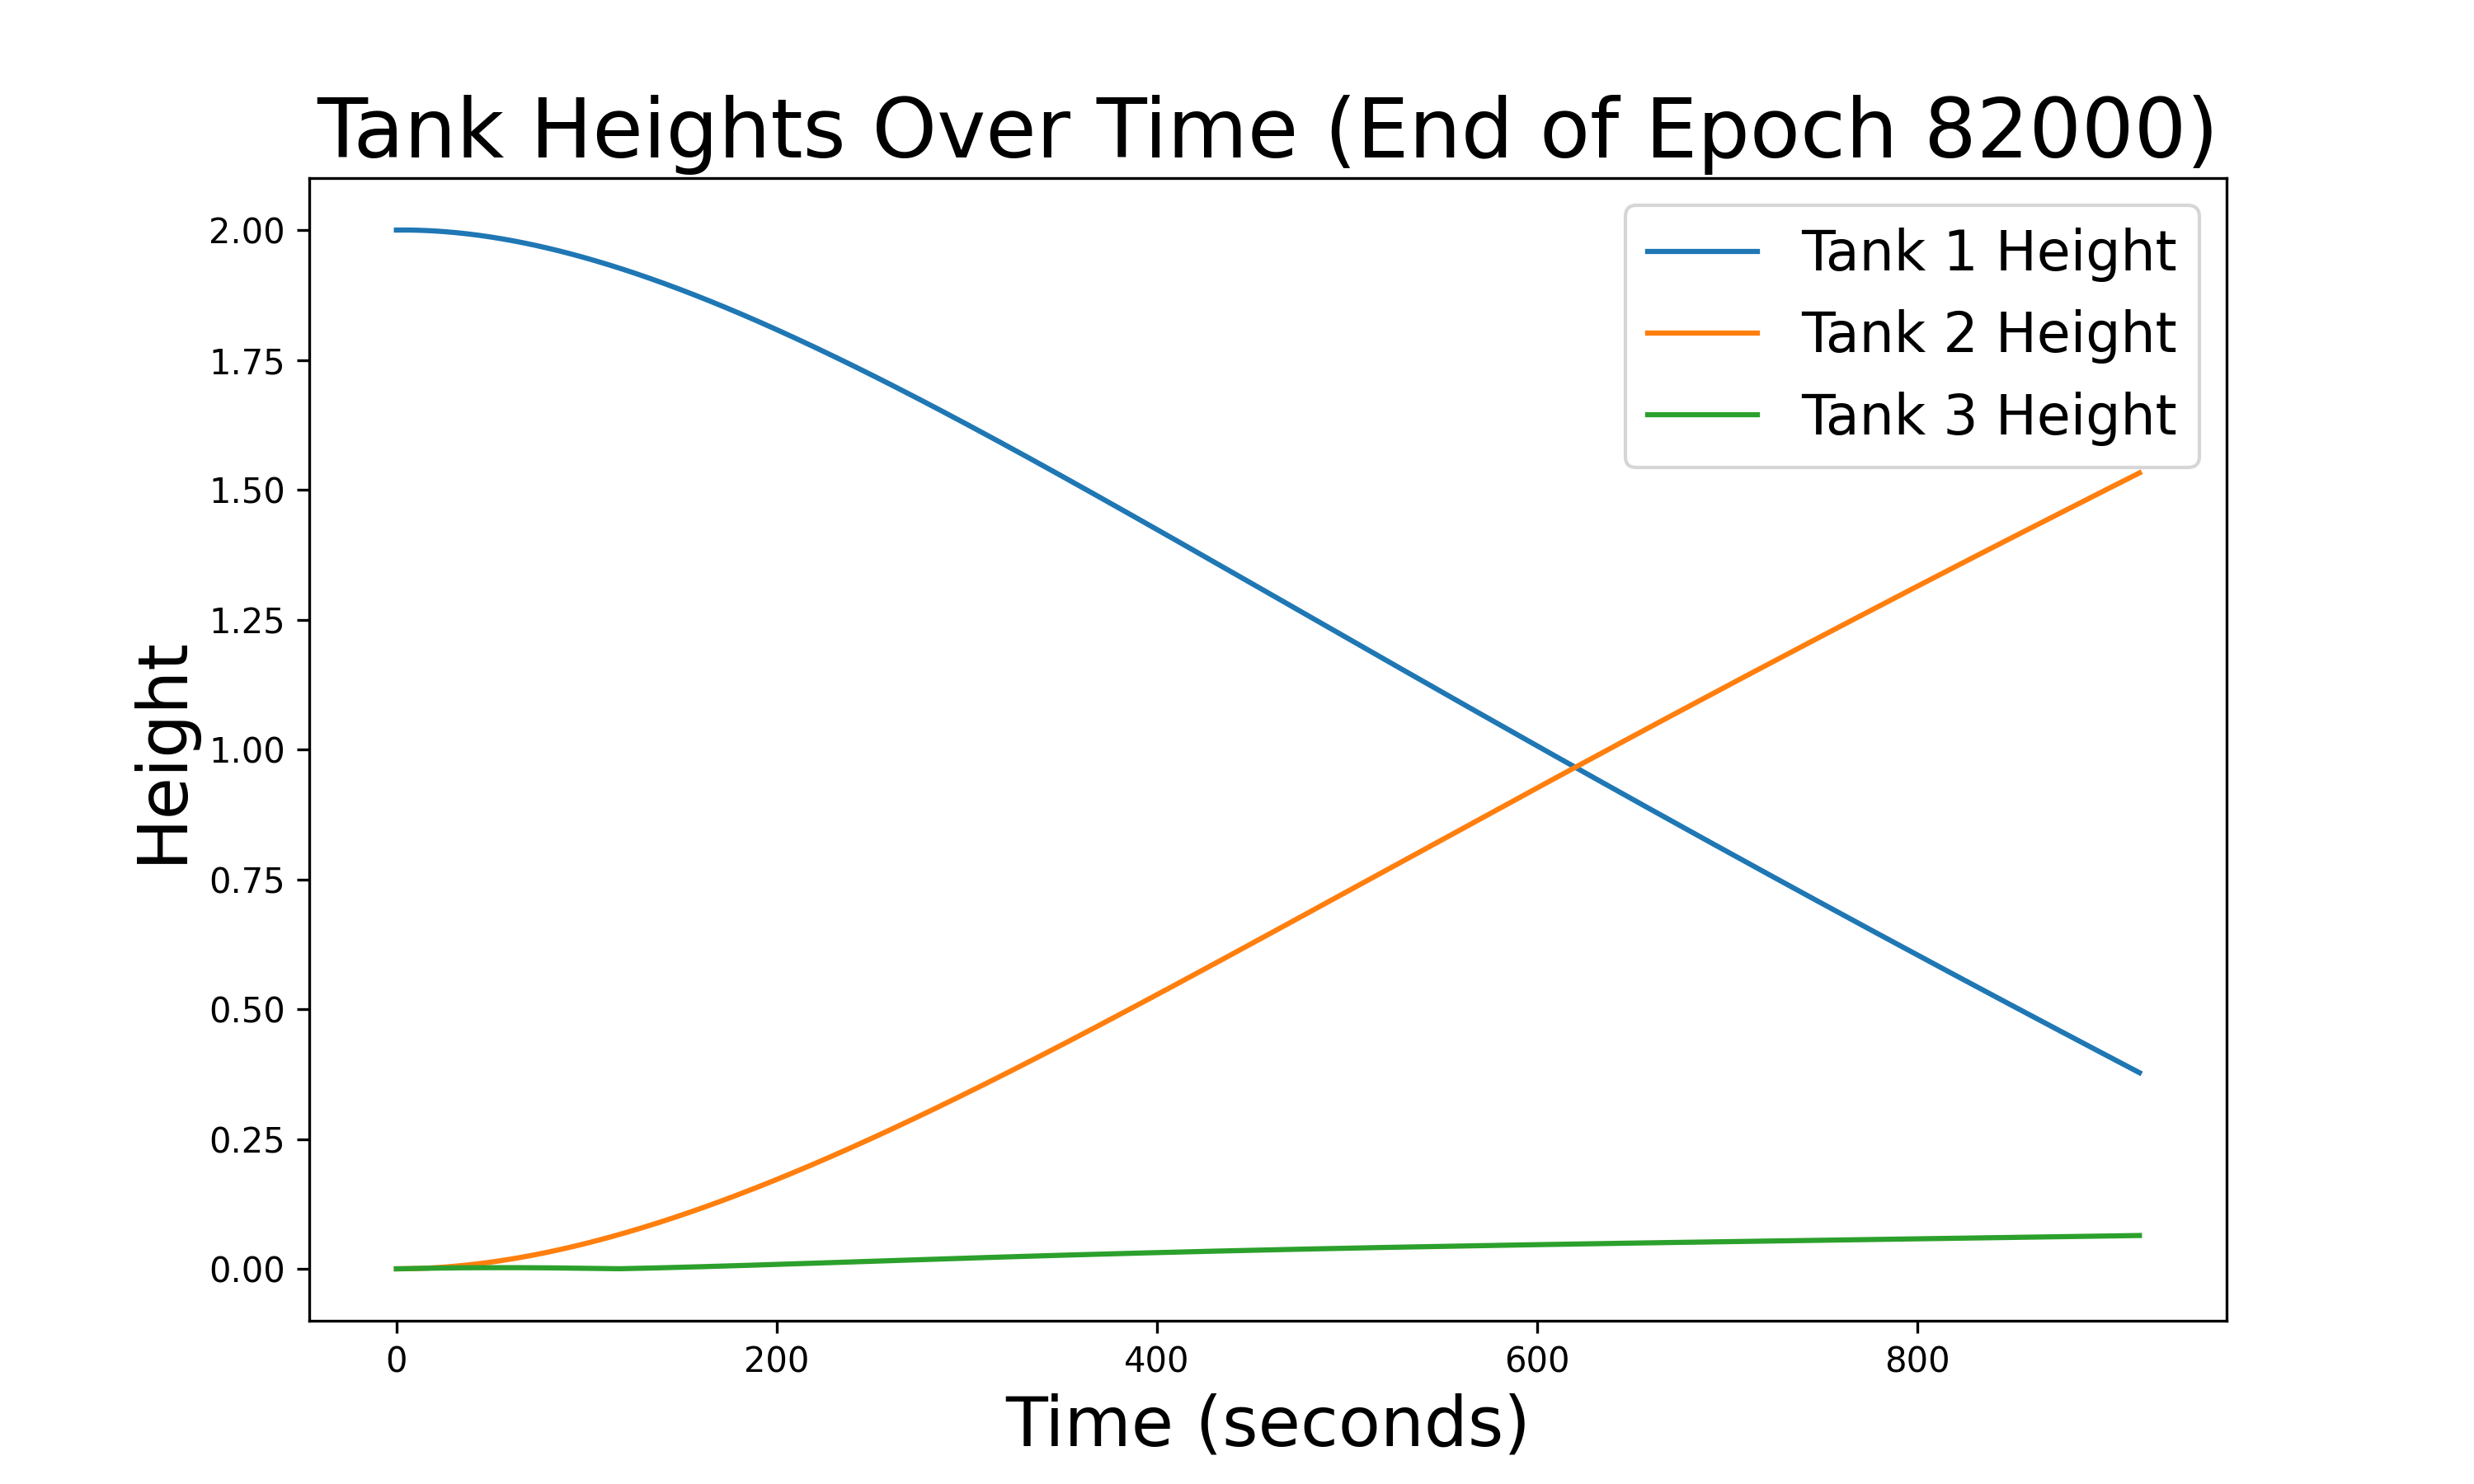 Tank Heights Over Time (End of Epoch 82000)
Tank 1 Height
Tank 2 Height
Tank 3 Height
Height
2.00
1.75
1.50
1.25
1.00
0.75
0.50
0.25
0.00
0 200 400 600 800
Time (seconds)